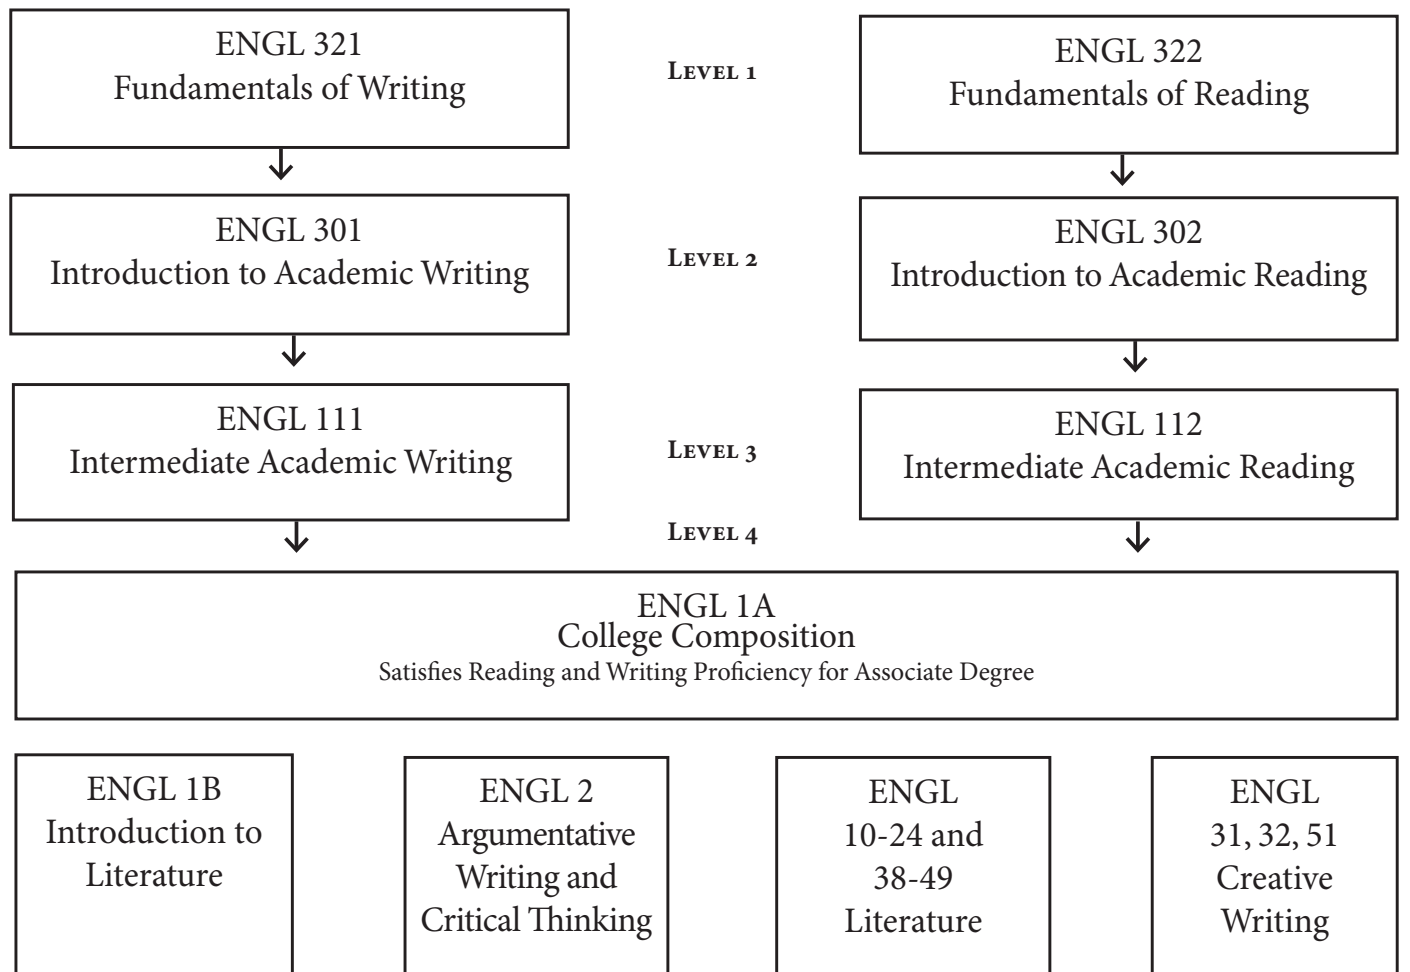 ENGL 321
Fundamentals of Writing
LEVEL 1
ENGL 322
Fundamentals of Reading
ENGL 301
Introduction to Academic Writing
LEVEL 2
ENGL 302
Introduction to Academic Reading
ENGL 111
Intermediate Academic Writing
LEVEL 3
ENGL 112
Intermediate Academic Reading
LEVEL 4
ENGL 1A
College Composition
Satisfies Reading and Writing Proficiency for Associate Degree
ENGL 1B
Introduction to
Literature
ENGL 2
Argumentative
Writing and
Critical Thinking
ENGL
10-24 and
38-49
Literature
ENGL
31, 32, 51
Creative
Writing